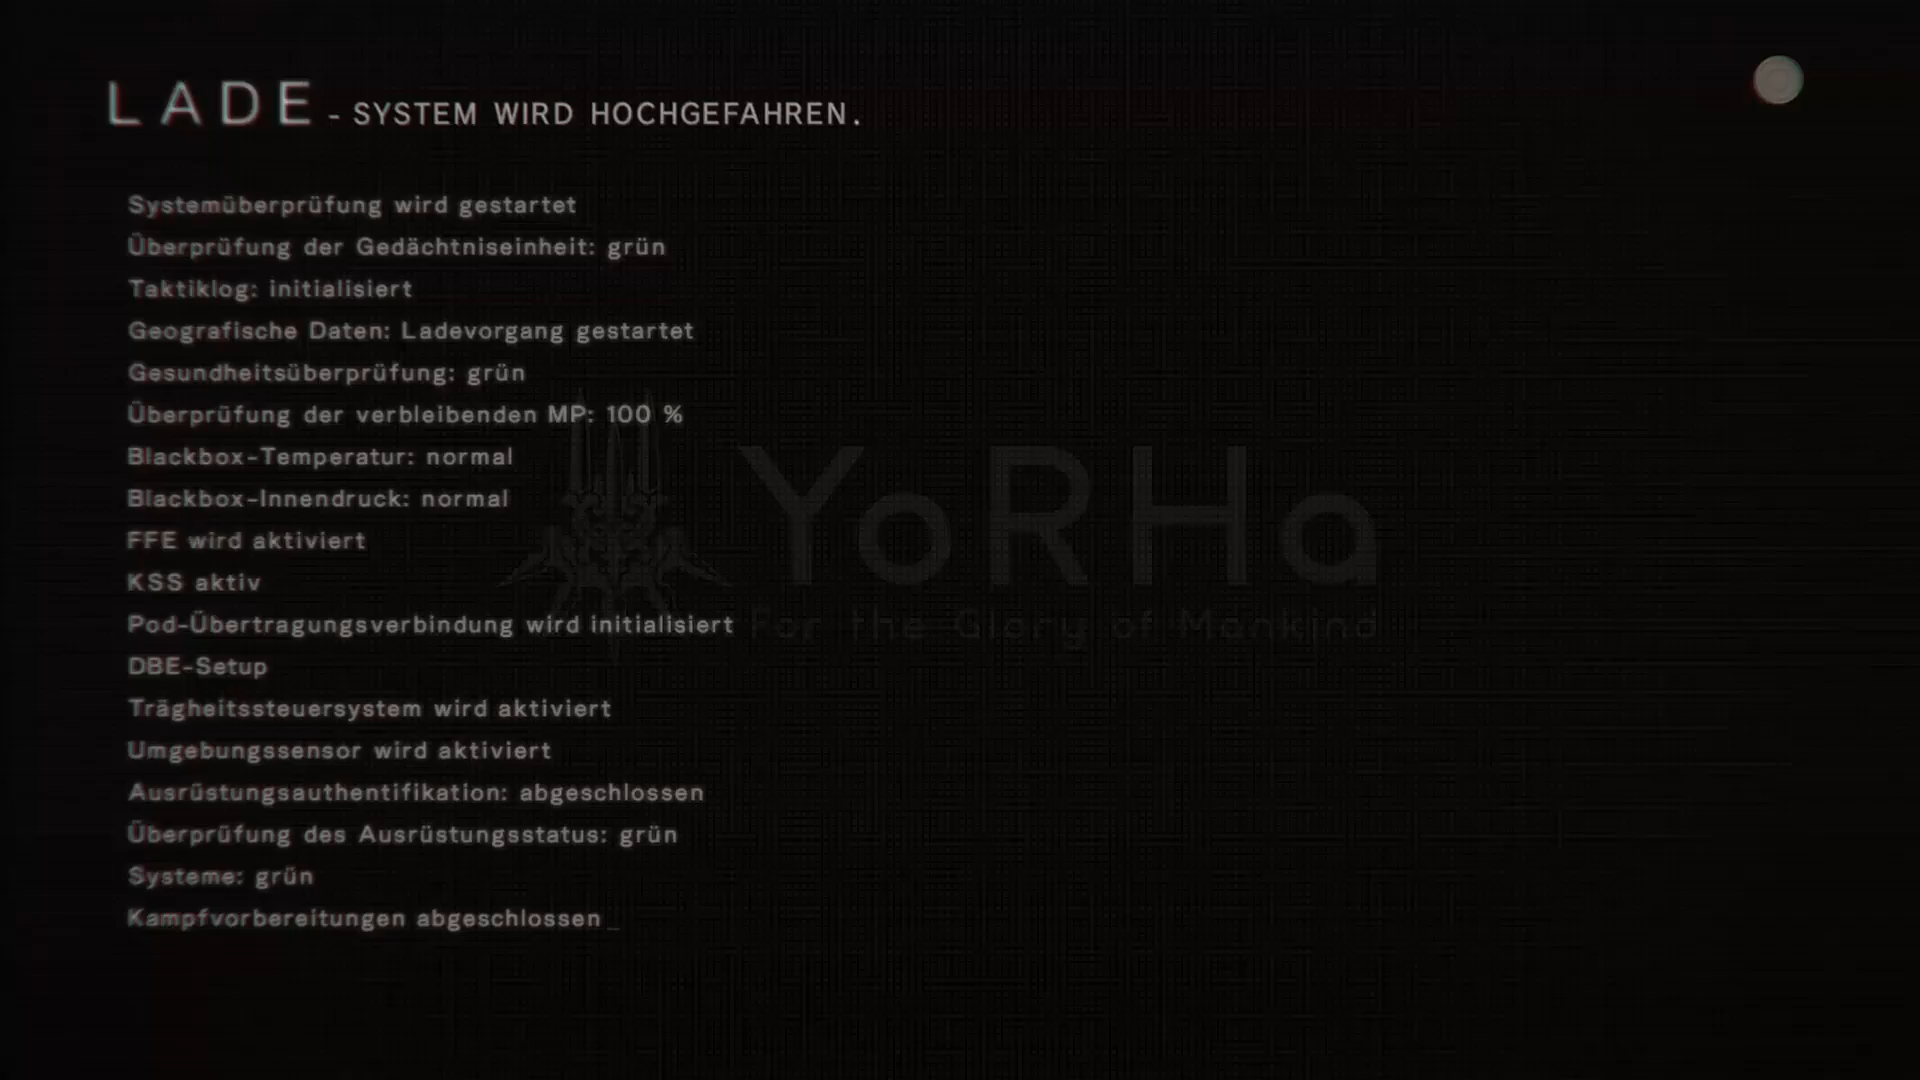 LADE - SYSTEM WIRD HOCHGEFAHREN.
Systemüberprüfung wird gestartet
Überprüfung der Gedächtniseinheit: grün
Taktiklog: initialisiert
Geografische Daten: Ladevorgang gestartet
Gesundheitsüberprüfung: grün
Überprüfung der verbleibenden MP: 100 %
Blackbox-Temperatur: normal
Blackbox-Innendruck: normal
FFE wird aktiviert
KSS aktiv
Pod-Übertragungsverbindung wird initialisiert
DBE-Setup
Trägheitssteuersystem wird aktiviert
Umgebungssensor wird aktiviert
Ausrüstungsauthentifikation: abgeschlossen
Überprüfung des Ausrüstungsstatus: grün
Systeme: grün
Kampfvorbereitungen abgeschlossen_
YoRHa
For the Glory of Mankind